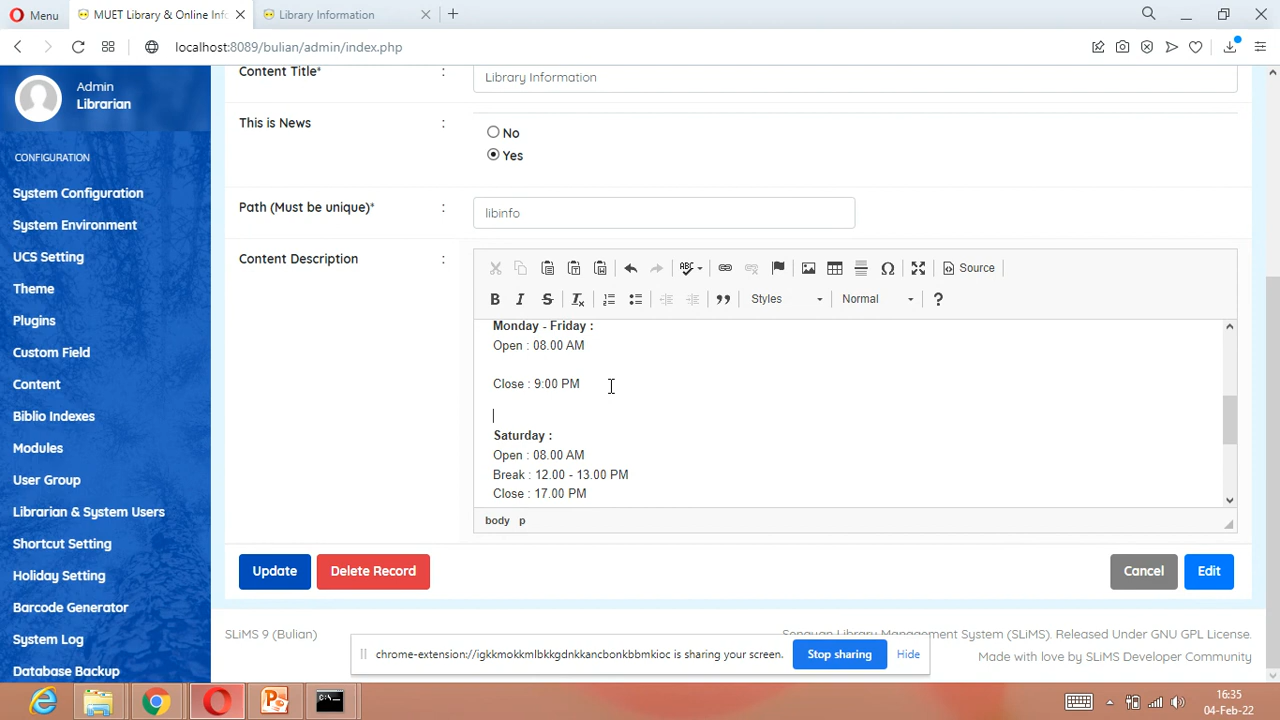 Menu
MUET Library & Online Inf
Library Information
localhost:8089/bulian/admin/index.php
Admin
Librarian
CONFIGURATION
System Configuration
System Environment
UCS Setting
Theme
Plugins
Custom Field
Content
Biblio Indexes
Modules
User Group
Librarian & System Users
Shortcut Setting
Holiday Setting
Barcode Generator
System Log
Database Backup
Content Title* :
Library Information
This is News :
No
Yes
Path (Must be unique)* :
libinfo
Content Description :
Source
Styles
Normal
Monday - Friday :
Open : 08.00 AM
Close : 9:00 PM
Saturday :
Open : 08.00 AM
Break : 12.00 - 13.00 PM
Close : 17.00 PM
body p
Update
Delete Record
Cancel
Edit
SLiMS 9 (Bulian)
Senayan Library Management System (SLiMS). Released Under GNU GPL License.
Made with love by SLiMS Developer Community
chrome-extension://igkkmokkmlbkkgdnkkancbonkbbmkioc is sharing your screen.
Stop sharing
Hide
16:35
04-Feb-22